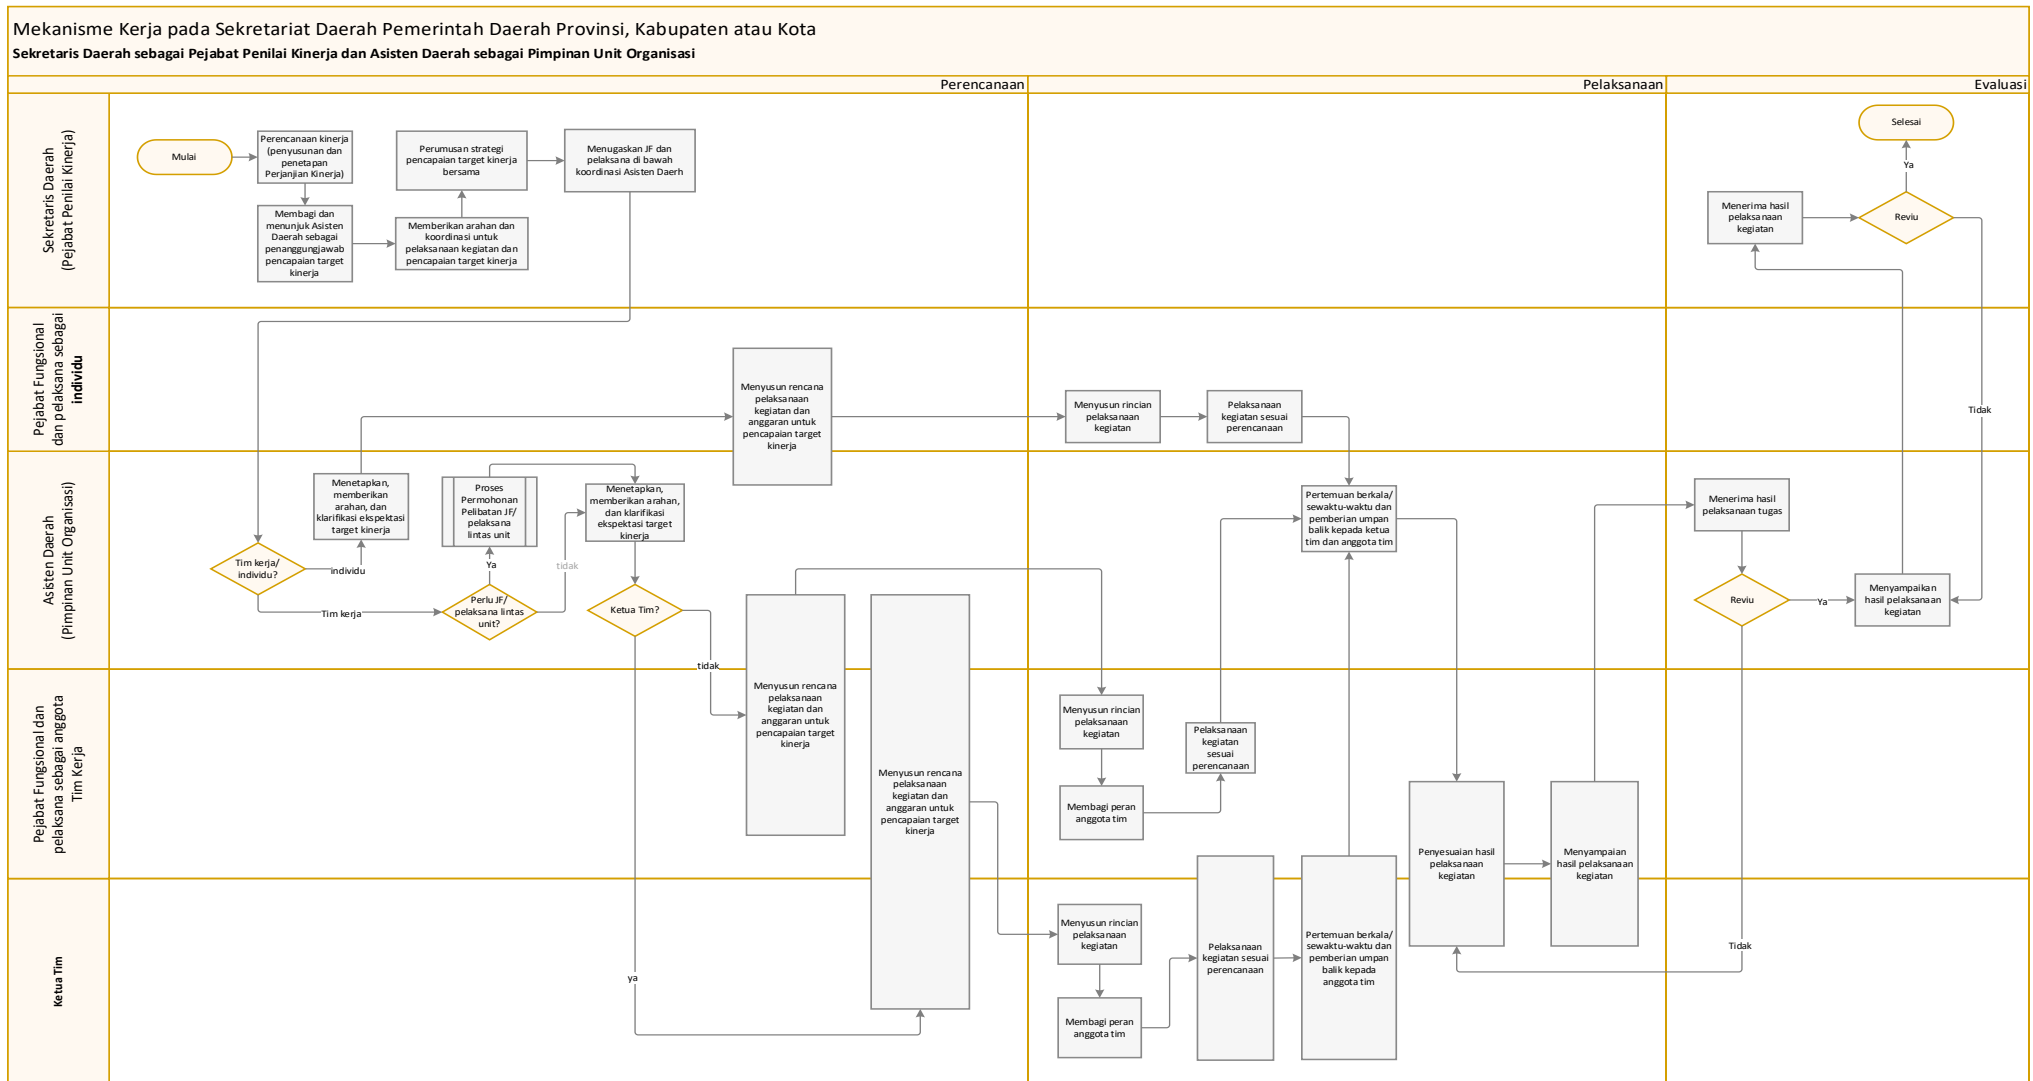 Mekanisme Kerja pada Sekretariat Daerah Pemerintah Daerah Provinsi, Kabupaten atau Kota
Sekretaris Daerah sebagai Pejabat Penilai Kinerja dan Asisten Daerah sebagai Pimpinan Unit Organisasi
Perencanaan
Pelaksanaan
Evaluasi
Sekretaris Daerah
(Pejabat Penilai Kinerja)
Mulai
Perencanaan kinerja
(penyusunan dan
penetapan
Perjanjian Kinerja)
Membagi dan
menunjuk Asisten
Daerah sebagai
penanggungjawab
pencapaian target
kinerja
Perumusan strategi
pencapaian target kinerja
bersama
Memberikan arahan dan
koordinasi untuk
pelaksanaan kegiatan dan
pencapaian target kinerja
Menugaskan JF dan
pelaksana di bawah
koordinasi Asisten Daerh
Selesai
Ya
Menerima hasil
pelaksanaan
kegiatan
Reviu
Tidak
Pejabat Fungsional
dan pelaksana sebagai
individu
Menyusun rencana
pelaksanaan
kegiatan dan
anggaran untuk
pencapaian target
kinerja
Menyusun rincian
pelaksanaan
kegiatan
Pelaksanaan
kegiatan sesuai
perencanaan
Asisten Daerah
(Pimpinan Unit Organisasi)
Tim kerja/
individu?
individu
Tim kerja
Menetapkan,
memberikan
arahan, dan
klarifikasi ekspektasi
target kinerja
Proses
Permohonan
Pelibatan JF/
pelaksana
lintas unit
Ya
tidak
Perlu JF/
pelaksana lintas
unit?
Menetapkan,
memberikan arahan,
dan klarifikasi
ekspektasi target
kinerja
Ketua Tim?
tidak
ya
Pertemuan berkala/
sewaktu-waktu dan
pemberian umpan
balik kepada ketua
tim dan anggota tim
Menerima hasil
pelaksanaan tugas
Reviu
Ya
Menyampaikan
hasil pelaksanaan
kegiatan
Tidak
Pejabat Fungsional dan
pelaksana sebagai anggota
Tim Kerja
Menyusun rencana
pelaksanaan
kegiatan dan
anggaran untuk
pencapaian target
kinerja
Menyusun rencana
pelaksanaan
kegiatan dan
anggaran untuk
pencapaian target
kinerja
Menyusun rincian
pelaksanaan
kegiatan
Membagi peran
anggota tim
Pelaksanaan
kegiatan
sesuai
perencanaan
Penyesuaian hasil
pelaksanaan
kegiatan
Menyampaian
hasil pelaksanaan
kegiatan
Ketua Tim
Menyusun rincian
pelaksanaan
kegiatan
Membagi peran
anggota tim
Pelaksanaan
kegiatan sesuai
perencanaan
Pertemuan berkala/
sewaktu-waktu dan
pemberian umpan
balik kepada
anggota tim